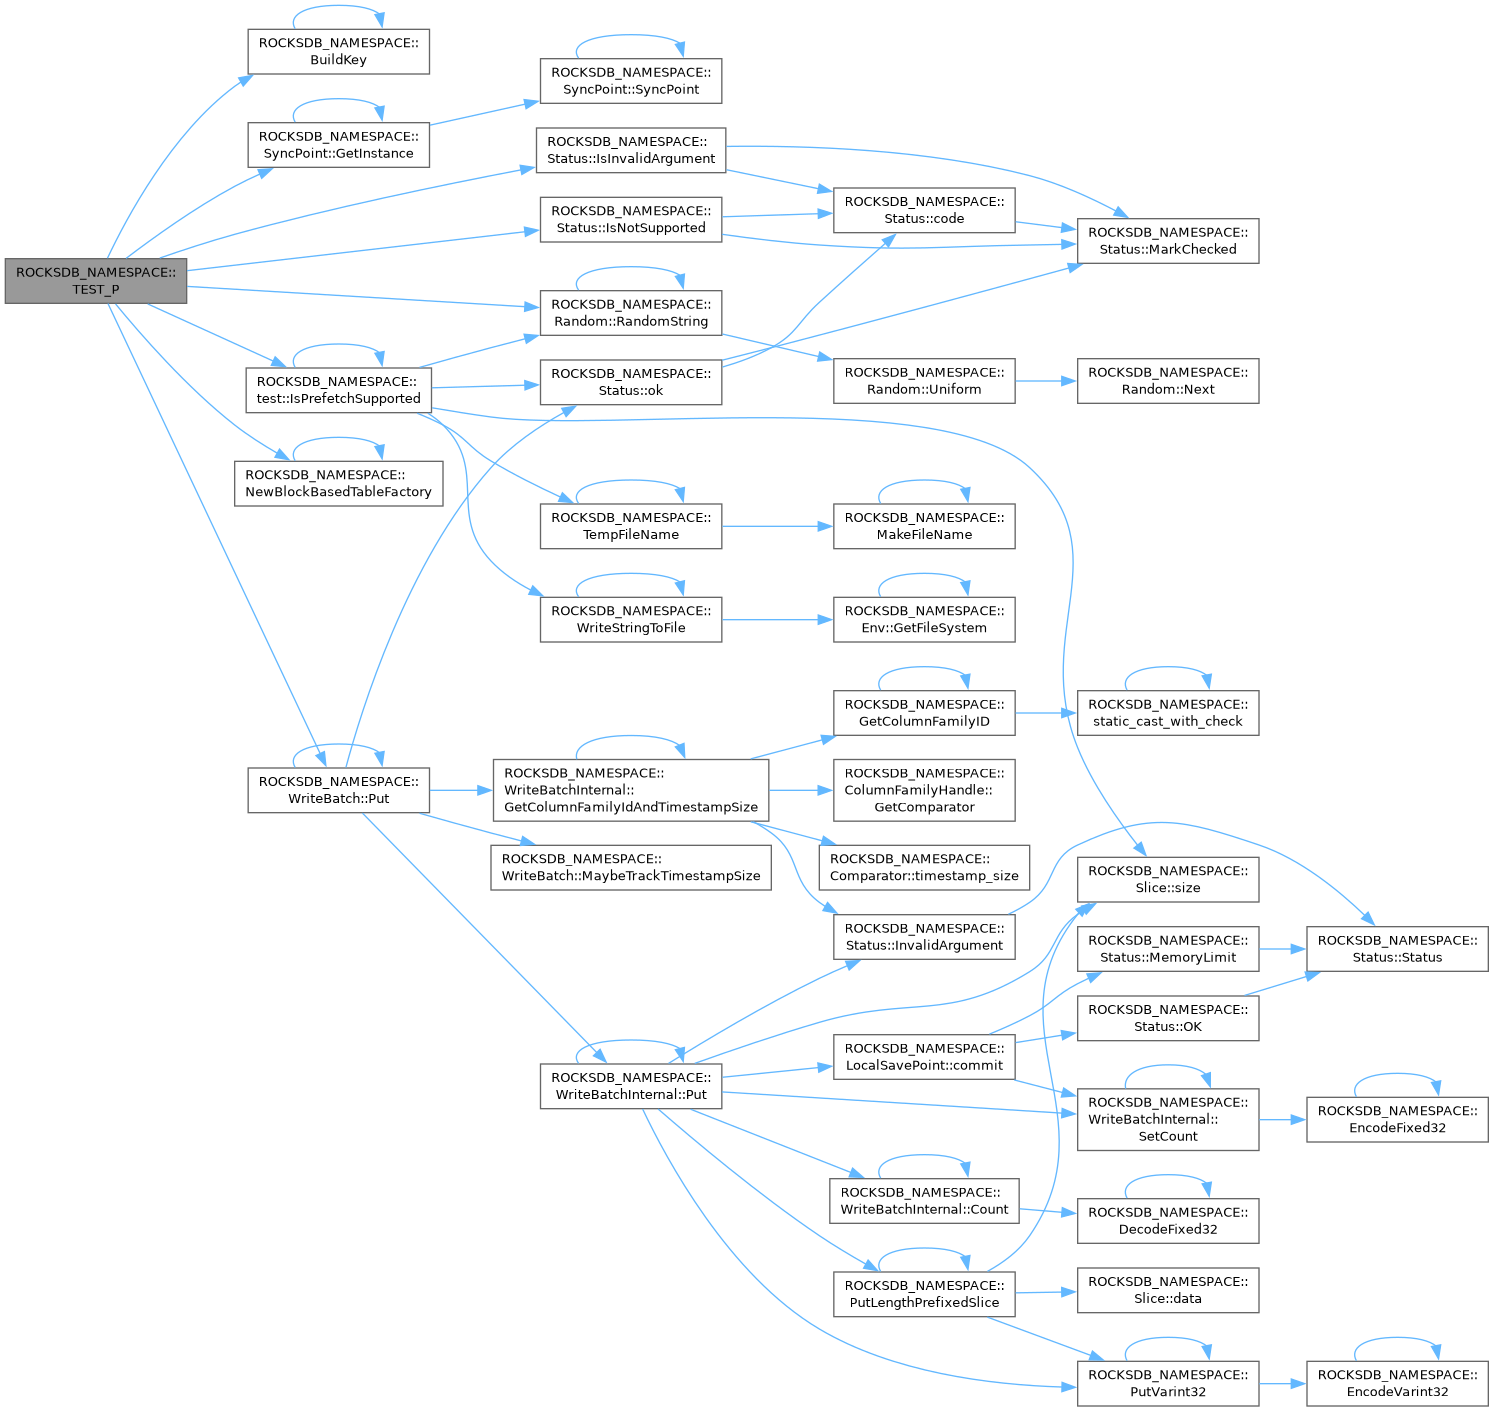 ROCKSDB_NAMESPACE::
TEST_P
ROCKSDB_NAMESPACE::
BuildKey
ROCKSDB_NAMESPACE::
SyncPoint::GetInstance
ROCKSDB_NAMESPACE::
SyncPoint::SyncPoint
ROCKSDB_NAMESPACE::
Status::IsInvalidArgument
ROCKSDB_NAMESPACE::
Status::code
ROCKSDB_NAMESPACE::
Status::MarkChecked
ROCKSDB_NAMESPACE::
Status::IsNotSupported
ROCKSDB_NAMESPACE::
Random::RandomString
ROCKSDB_NAMESPACE::
Random::Uniform
ROCKSDB_NAMESPACE::
Random::Next
ROCKSDB_NAMESPACE::
test::IsPrefetchSupported
ROCKSDB_NAMESPACE::
Status::ok
ROCKSDB_NAMESPACE::
NewBlockBasedTableFactory
ROCKSDB_NAMESPACE::
TempFileName
ROCKSDB_NAMESPACE::
MakeFileName
ROCKSDB_NAMESPACE::
WriteStringToFile
ROCKSDB_NAMESPACE::
Env::GetFileSystem
ROCKSDB_NAMESPACE::
GetColumnFamilyID
ROCKSDB_NAMESPACE::
static_cast_with_check
ROCKSDB_NAMESPACE::
WriteBatch::Put
ROCKSDB_NAMESPACE::
WriteBatchInternal::
GetColumnFamilyIdAndTimestampSize
ROCKSDB_NAMESPACE::
ColumnFamilyHandle::
GetComparator
ROCKSDB_NAMESPACE::
WriteBatch::MaybeTrackTimestampSize
ROCKSDB_NAMESPACE::
Comparator::timestamp_size
ROCKSDB_NAMESPACE::
Slice::size
ROCKSDB_NAMESPACE::
Status::InvalidArgument
ROCKSDB_NAMESPACE::
Status::MemoryLimit
ROCKSDB_NAMESPACE::
Status::Status
ROCKSDB_NAMESPACE::
Status::OK
ROCKSDB_NAMESPACE::
LocalSavePoint::commit
ROCKSDB_NAMESPACE::
WriteBatchInternal::Put
ROCKSDB_NAMESPACE::
WriteBatchInternal::
SetCount
ROCKSDB_NAMESPACE::
EncodeFixed32
ROCKSDB_NAMESPACE::
WriteBatchInternal::Count
ROCKSDB_NAMESPACE::
DecodeFixed32
ROCKSDB_NAMESPACE::
PutLengthPrefixedSlice
ROCKSDB_NAMESPACE::
Slice::data
ROCKSDB_NAMESPACE::
PutVarint32
ROCKSDB_NAMESPACE::
EncodeVarint32